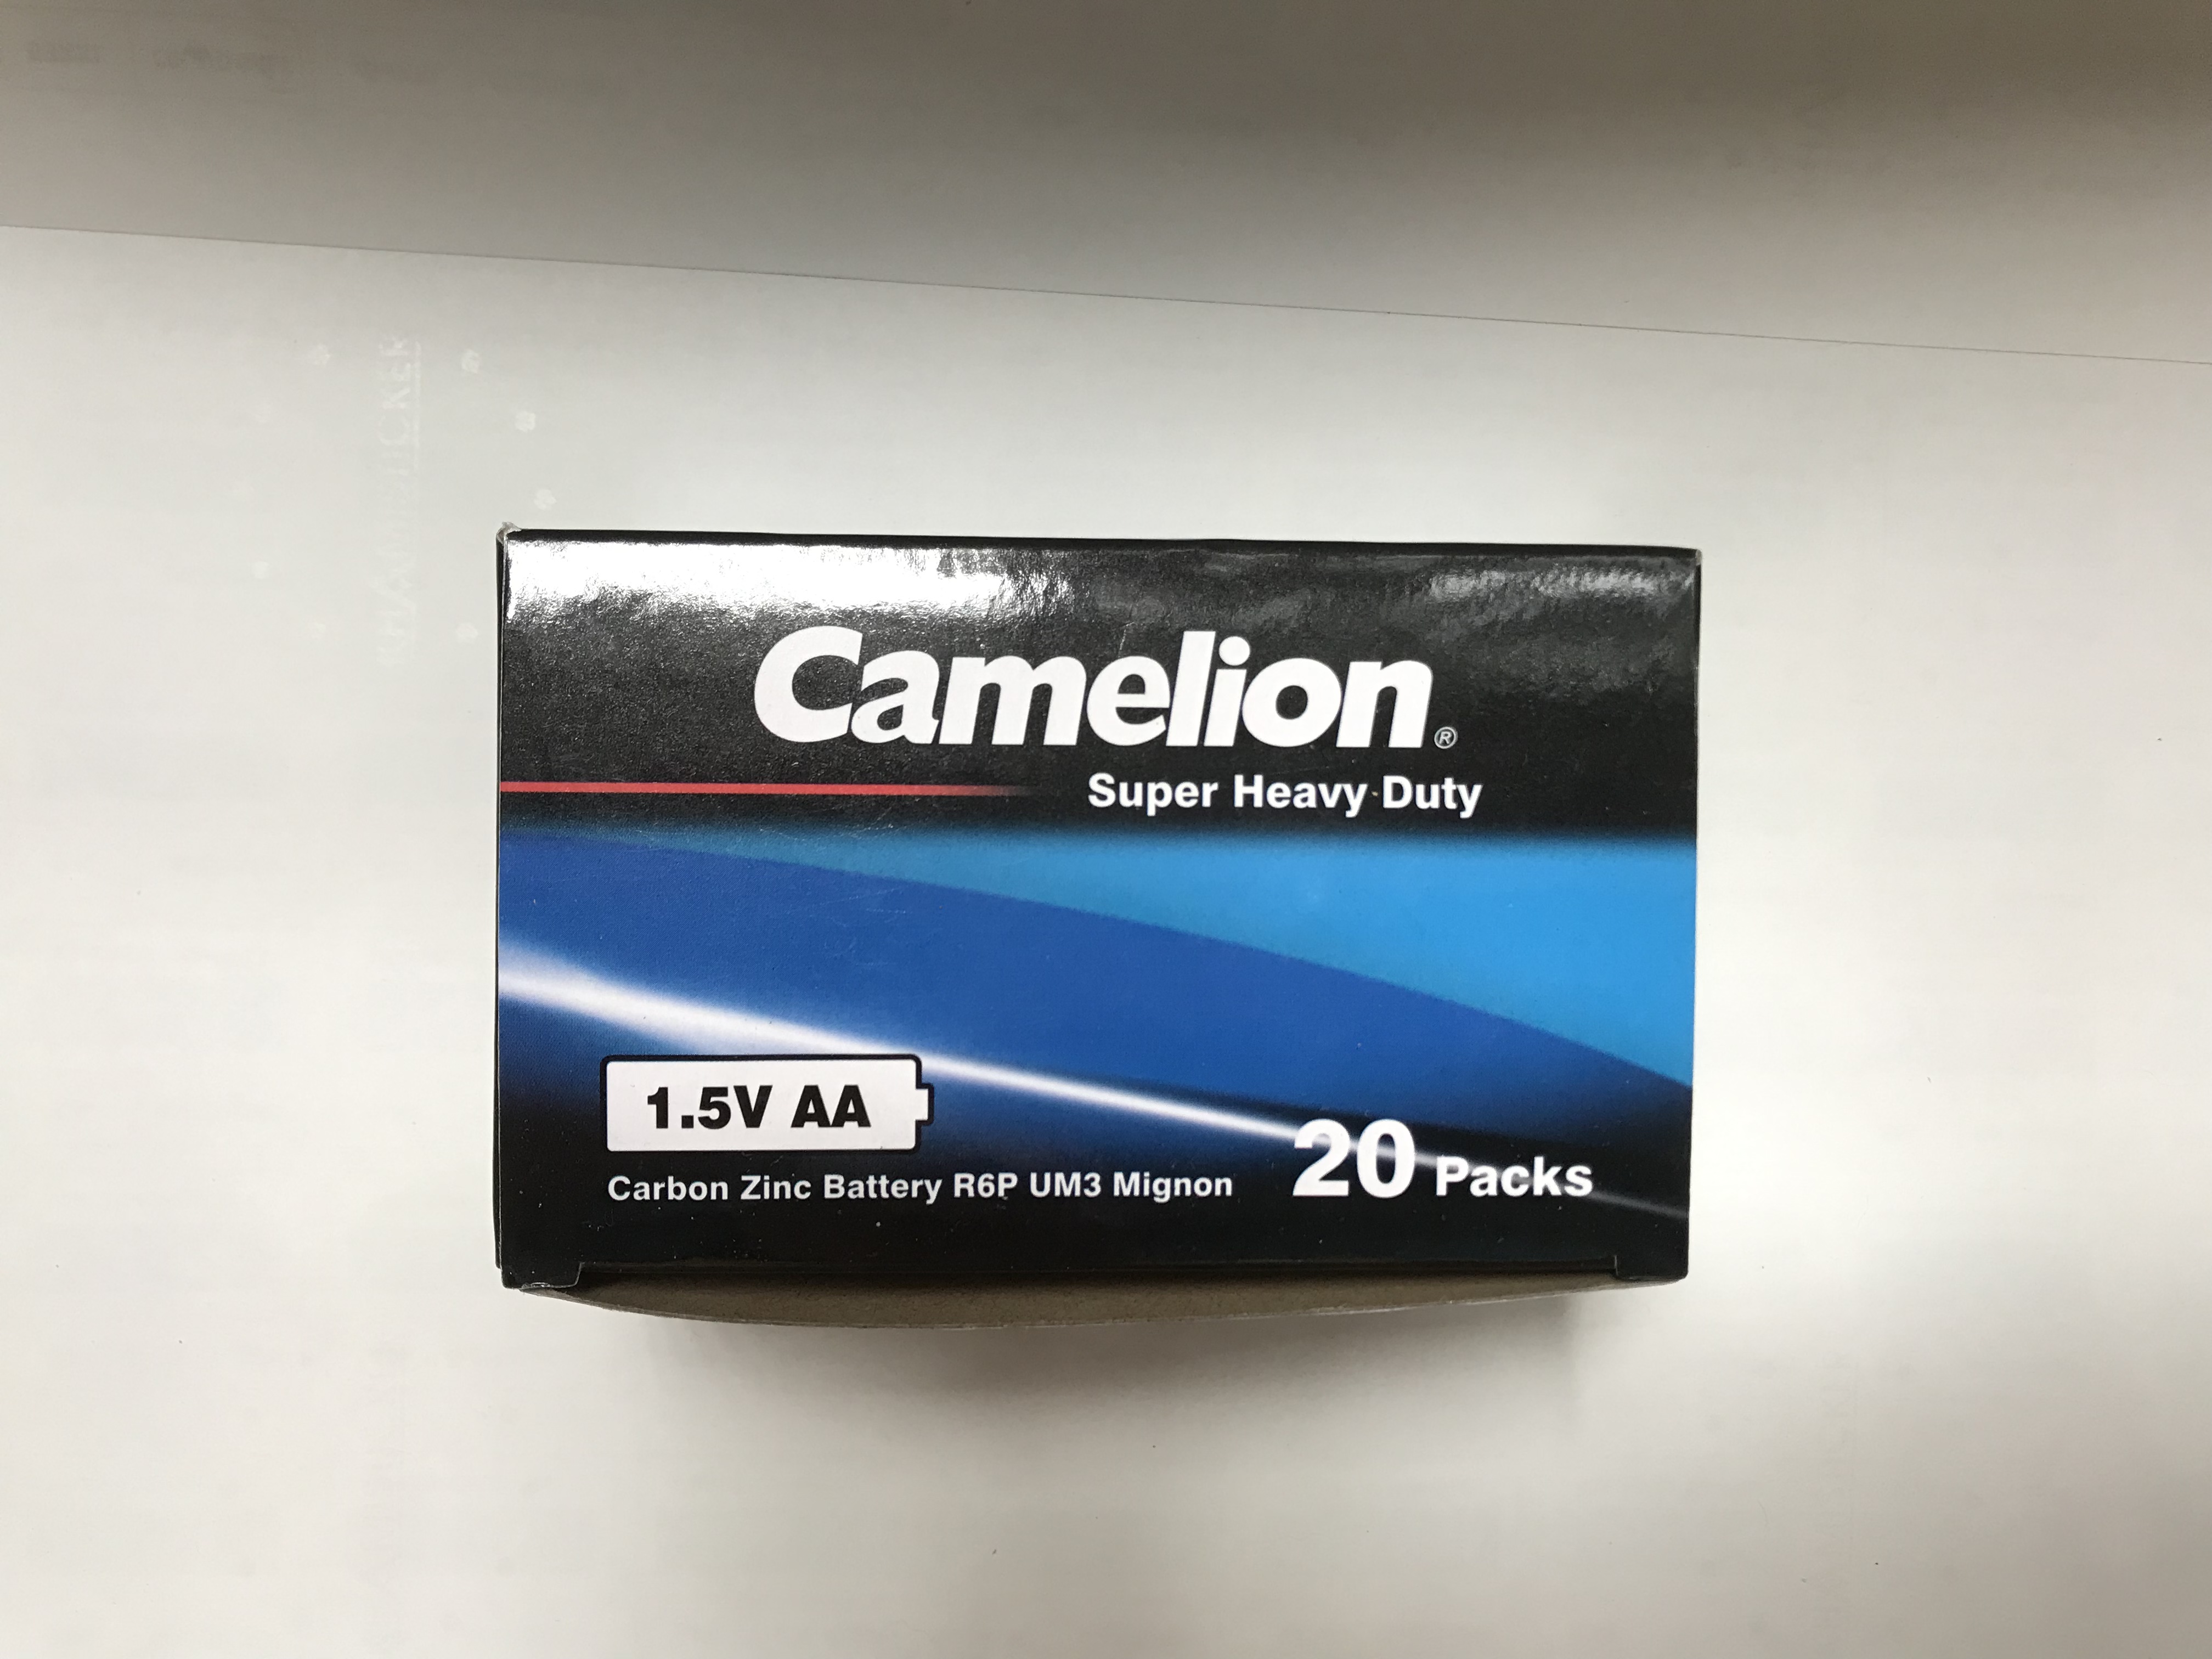 Camelion®
Super Heavy Duty
1.5V AA
Carbon Zinc Battery R6P UM3 Mignon
20 Packs